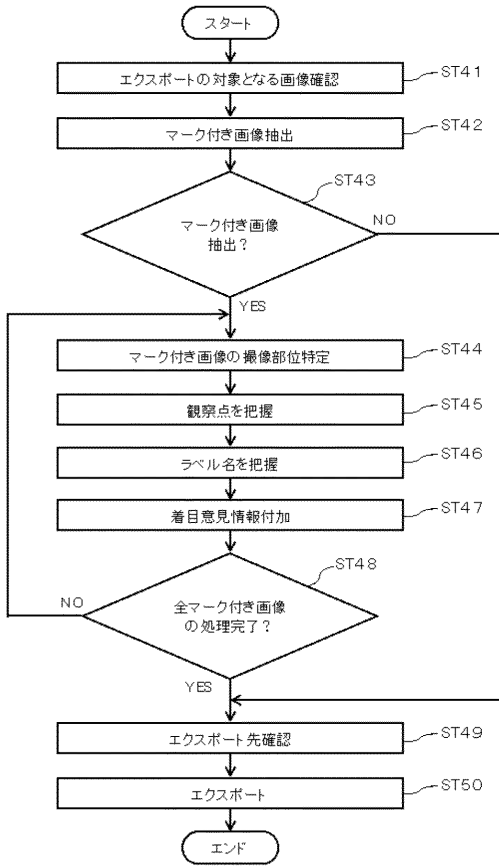 スタート
エクスポートの対象となる画像確認
ST41
マーク付き画像抽出
ST42
ST43
マーク付き画像
抽出?
NO
YES
マーク付き画像の撮像部位特定
ST44
観察点を把握
ST45
ラベル名を把握
ST46
着目意見情報付加
ST47
ST48
全マーク付き画像
の処理完了?
NO
YES
エクスポート先確認
ST49
エクスポート
ST50
エンド